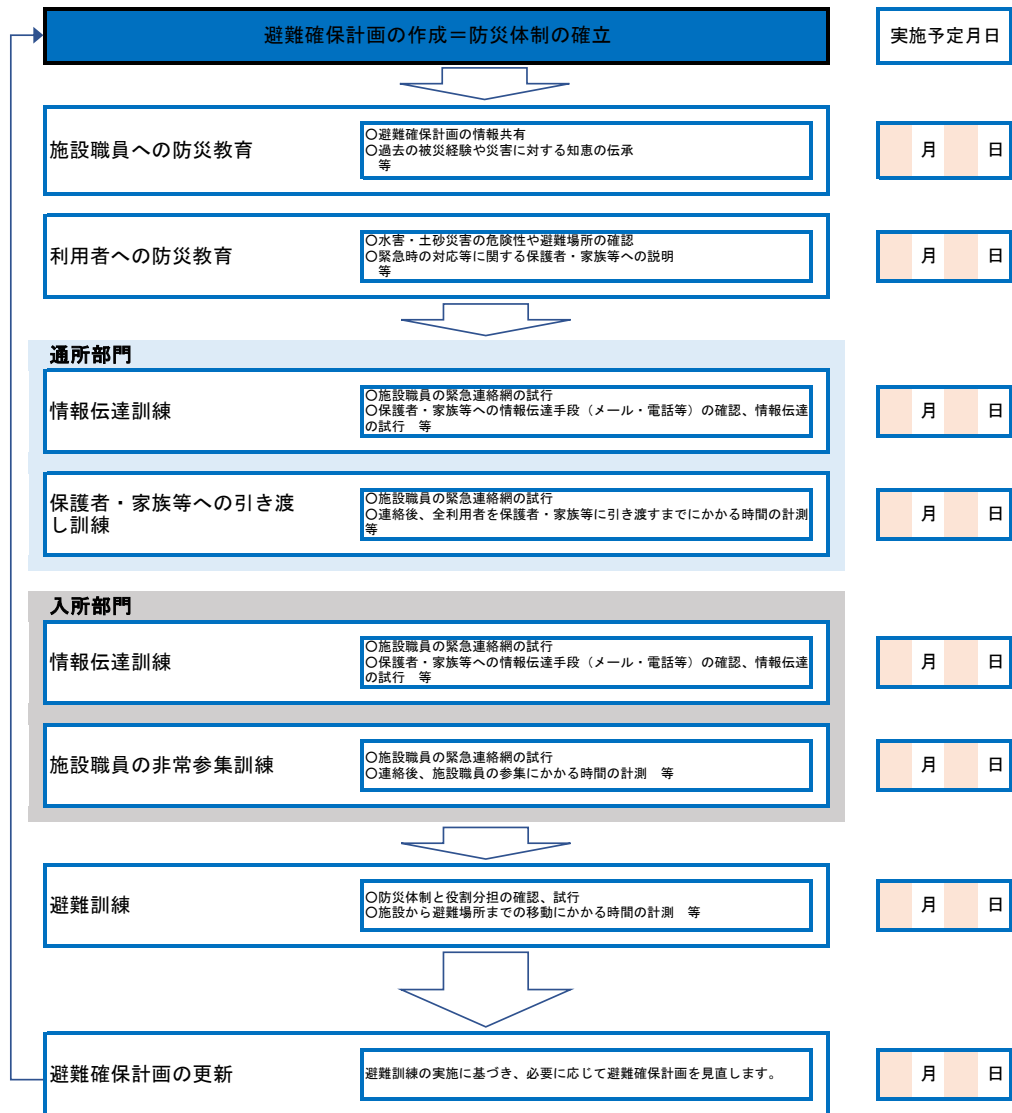 避難確保計画の作成＝防災体制の確立
実施予定月日
施設職員への防災教育
〇避難確保計画の情報共有
〇過去の被災経験や災害に対する知恵の伝承
等
月 日
利用者への防災教育
〇水害・土砂災害の危険性や避難場所の確認
〇緊急時の対応等に関する保護者・家族等への説明
等
月 日
通所部門
情報伝達訓練
〇施設職員の緊急連絡網の試行
〇保護者・家族等への情報伝達手段（メール・電話等）の確認、情報伝達
の試行　等
月 日
保護者・家族等への引き渡
し訓練
〇施設職員の緊急連絡網の試行
〇連絡後、全利用者を保護者・家族等に引き渡すまでにかかる時間の計測
等
月 日
入所部門
情報伝達訓練
〇施設職員の緊急連絡網の試行
〇保護者・家族等への情報伝達手段（メール・電話等）の確認、情報伝達
の試行　等
月 日
施設職員の非常参集訓練
〇施設職員の緊急連絡網の試行
〇連絡後、施設職員の参集にかかる時間の計測　等
月 日
避難訓練
〇防災体制と役割分担の確認、試行
〇施設から避難場所までの移動にかかる時間の計測　等
月 日
避難確保計画の更新
避難訓練の実施に基づき、必要に応じて避難確保計画を見直します。
月 日